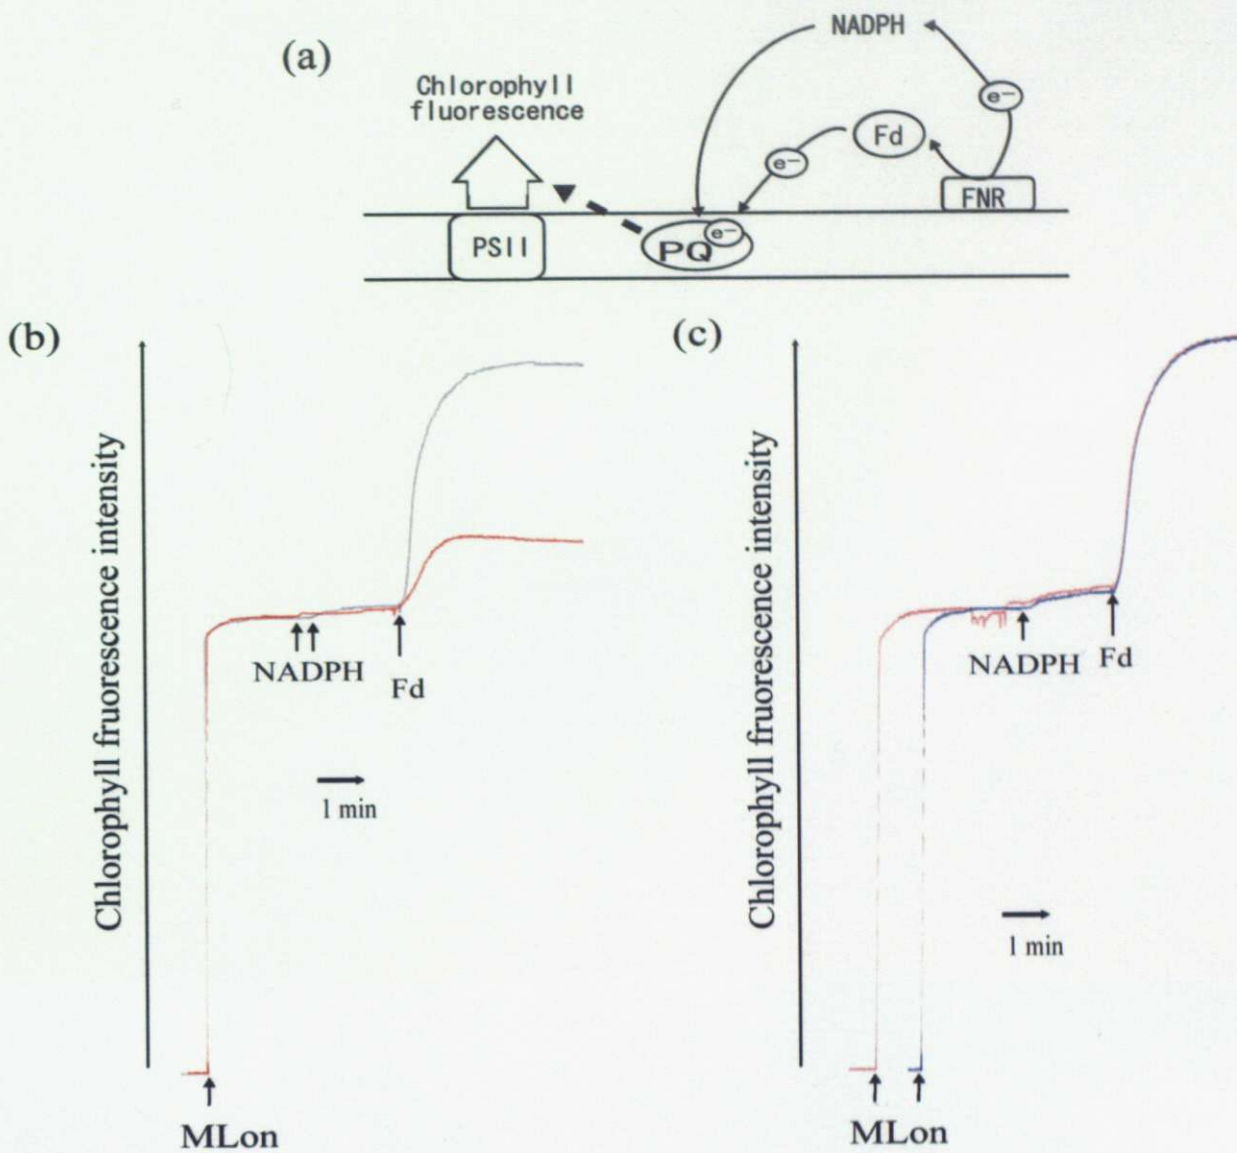 (a)
NADPH
Chlorophyll
fluorescence
e-
Fd
e-
FNR
PSII
PQ
e-
(b)
Chlorophyll fruorescence intensity
NADPH
Fd
1 min
MLon
(c)
Chlorophyll fruorescence intensity
NADPH
Fd
1 min
MLon